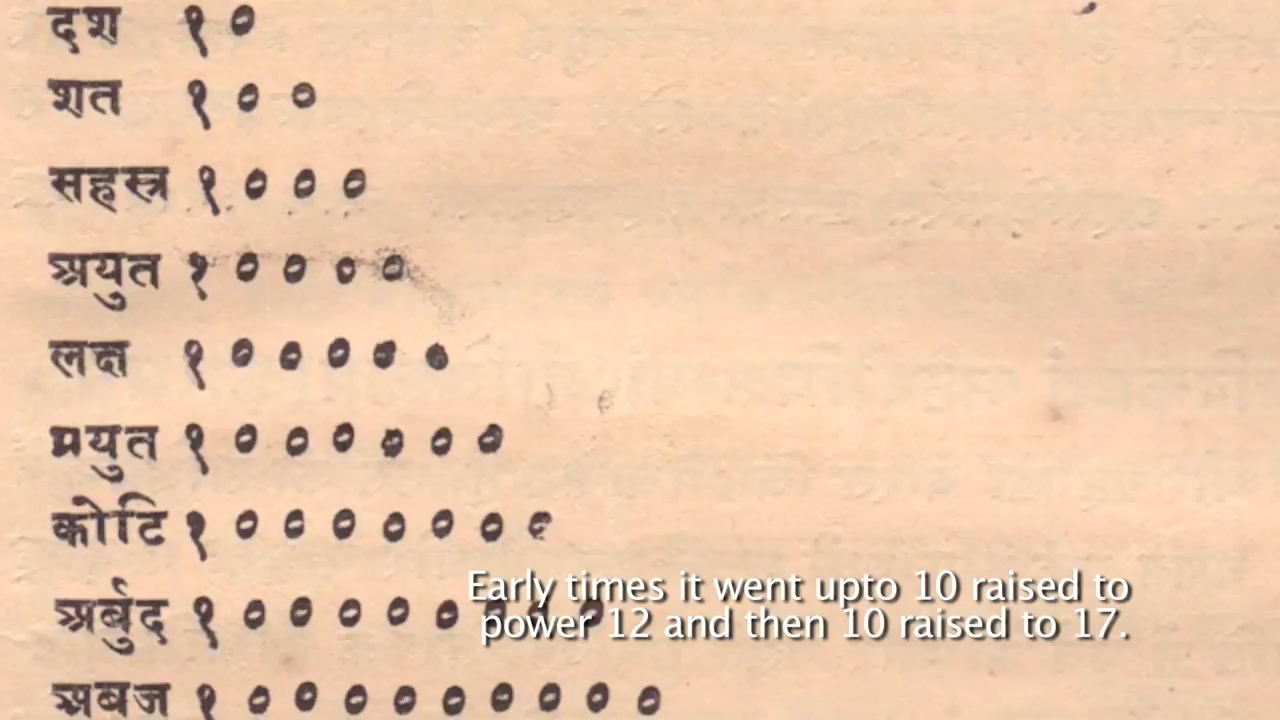 दश १०
शत १००
सहस्त्र १०००
अयुत १००००
लक्ष १०००००
प्रयुत १००००००
कोटि १०००००००
अर्बुद १००००००००
अबज १०००००००००
Early times it went upto 10 raised to
power 12 and then 10 raised to 17.